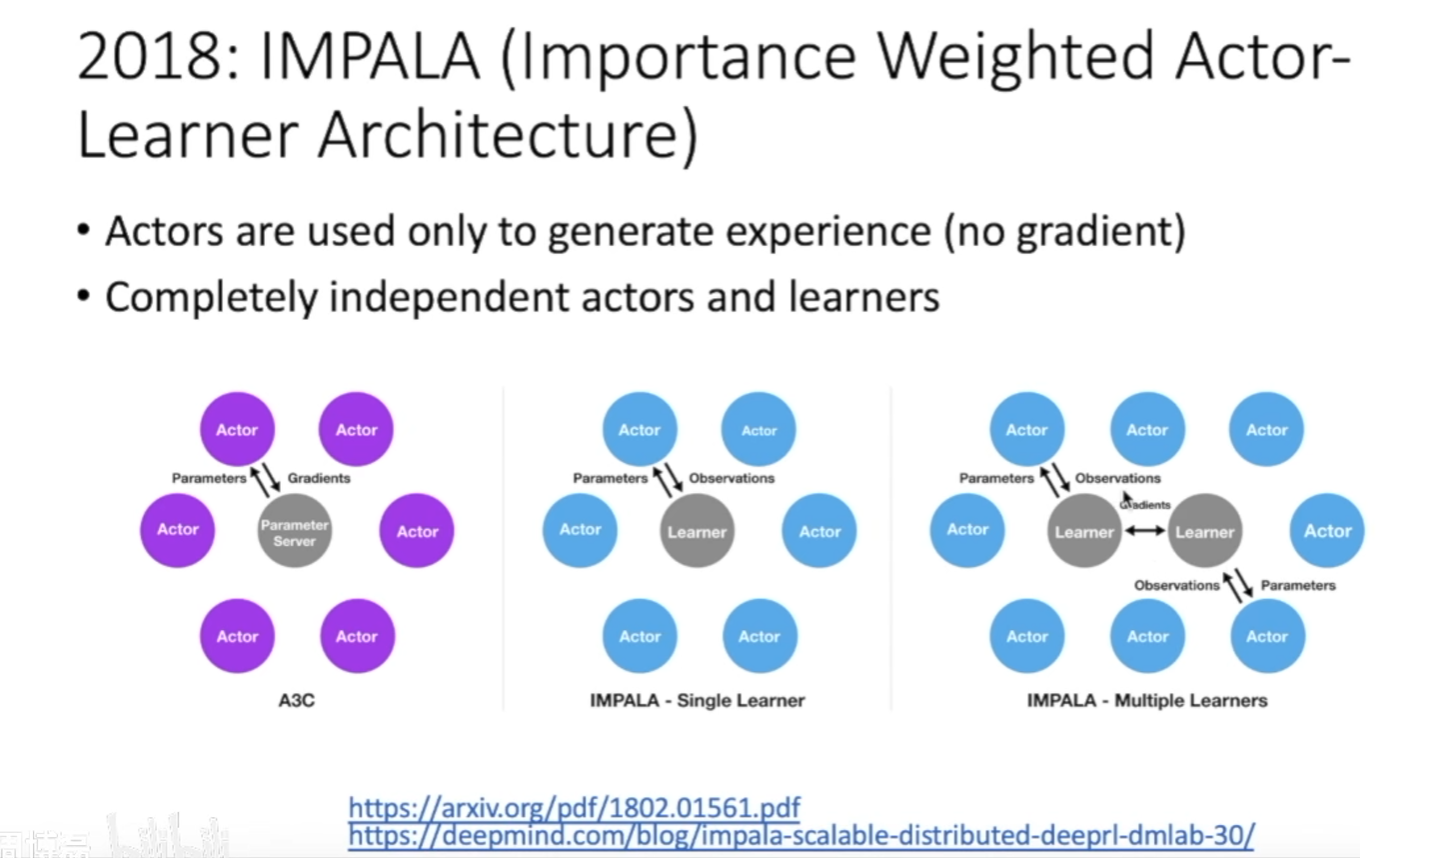 2018: IMPALA (Importance Weighted Actor-
Learner Architecture)
• Actors are used only to generate experience (no gradient)
• Completely independent actors and learners
Actor Actor
Parameters Gradients
Actor Parameter Server Actor
Actor Actor
A3C
Actor Actor
Parameters Observations
Actor Learner Actor
Actor Actor
IMPALA - Single Learner
Actor Actor Actor
Parameters Observations
Gradients
Actor Learner Learner Actor
Observations Parameters
Actor Actor Actor
IMPALA - Multiple Learners
https://arxiv.org/pdf/1802.01561.pdf
https://deepmind.com/blog/impala-scalable-distributed-deeprl-dmlab-30/
bilibili